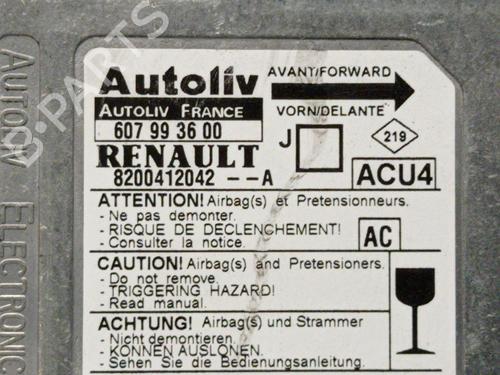 Autoliv
AVANT/FORWARD
AUTOLIV FRANCE
607 99 36 00
VORN/DELANTE
J
219
RENAULT
8200412042 --A
ACU4
ATTENTION! Airbag(s) et Pretensionneurs.
- Ne pas demonter.
- RISQUE DE DECLENCHEMENT!
- Consulter la notice.
AC
CAUTION! Airbag(s) and Pretensioners.
- Do not remove.
- TRIGGERING HAZARD!
- Read manual.
ACHTUNG! Airbag(s) und Strammer
- Nicht demontieren.
- KÖNNEN AUSLÖSEN.
- Sehen Sie die Bedienungsanleitung.
AUTOLIV ELECTRONIC
B-PARTS